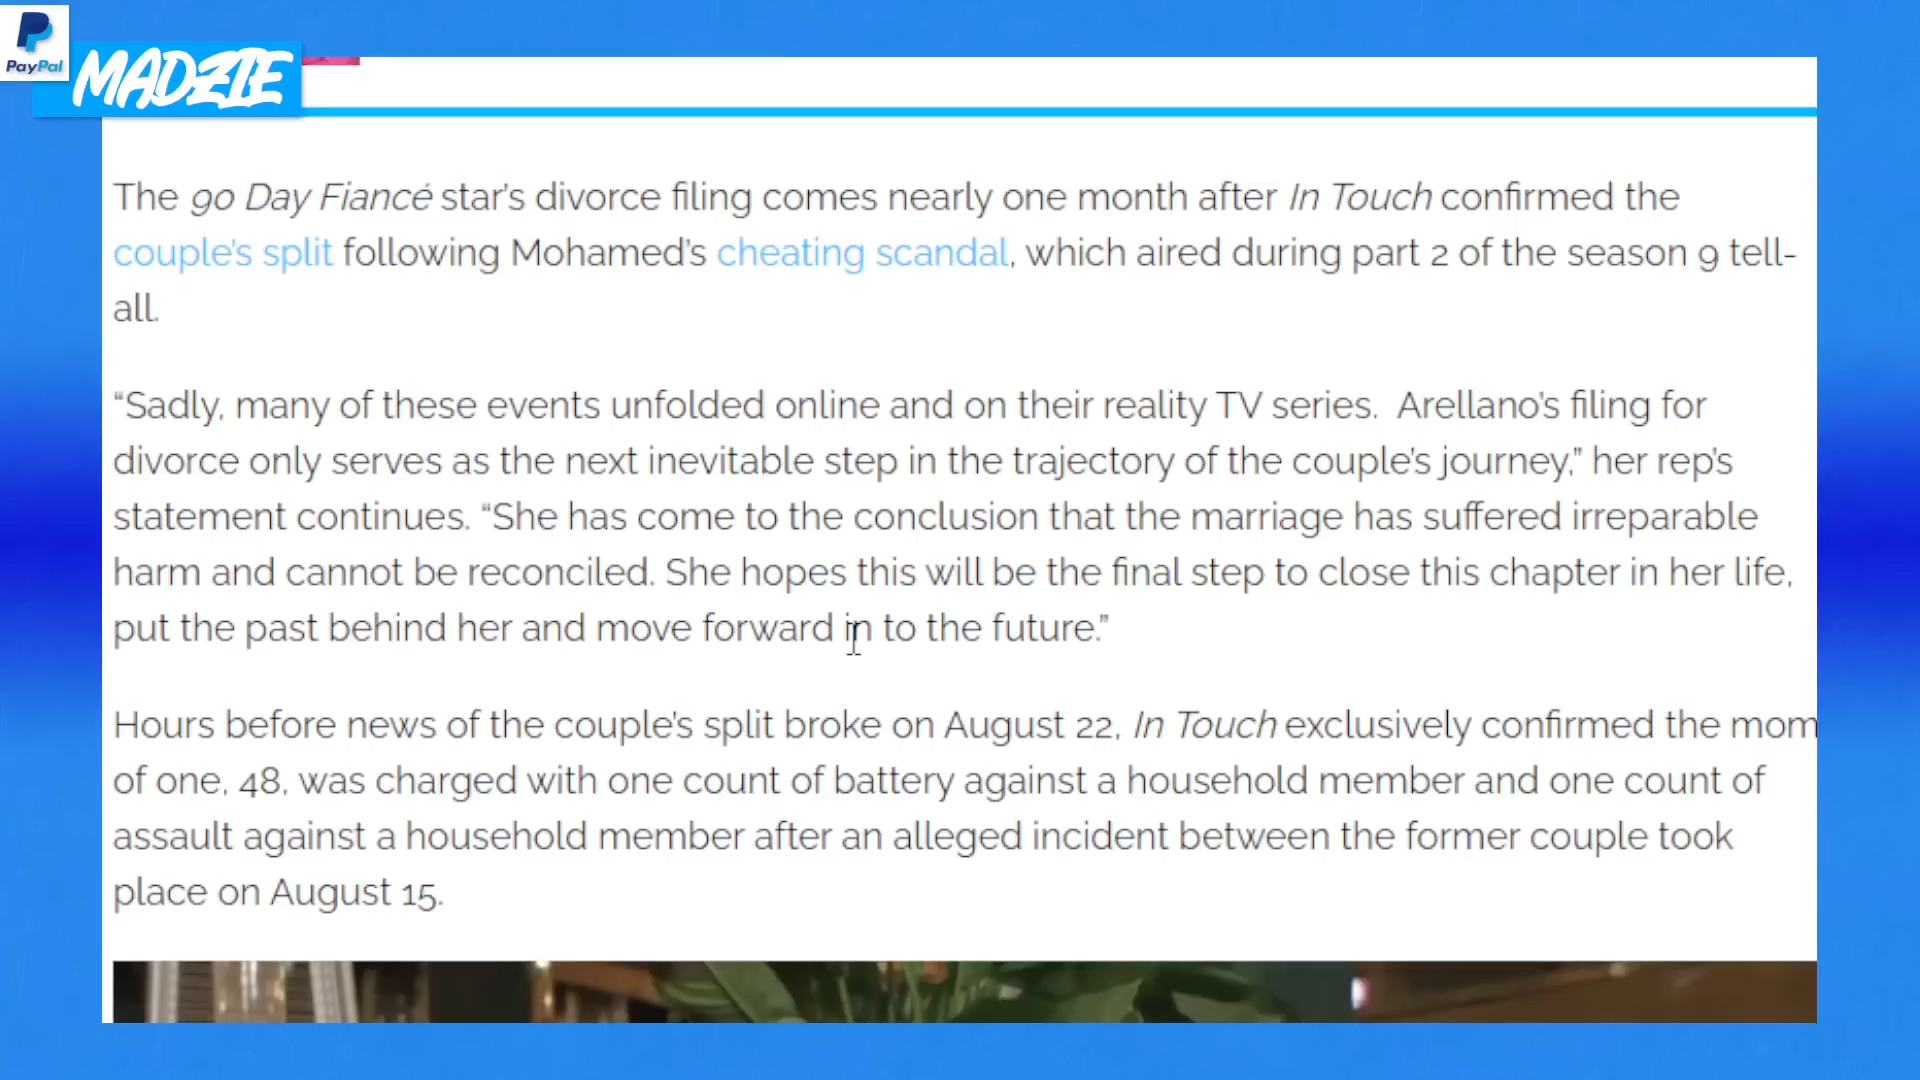 PayPal
MADZIE
The 90 Day Fiancé star's divorce filing comes nearly one month after In Touch confirmed the
couple's split following Mohamed's cheating scandal, which aired during part 2 of the season 9 tell-
all.
“Sadly, many of these events unfolded online and on their reality TV series. Arellano's filing for
divorce only serves as the next inevitable step in the trajectory of the couple's journey,” her rep's
statement continues. “She has come to the conclusion that the marriage has suffered irreparable
harm and cannot be reconciled. She hopes this will be the final step to close this chapter in her life,
put the past behind her and move forward in to the future.”
Hours before news of the couple's split broke on August 22, In Touch exclusively confirmed the mom
of one, 48, was charged with one count of battery against a household member and one count of
assault against a household member after an alleged incident between the former couple took
place on August 15.